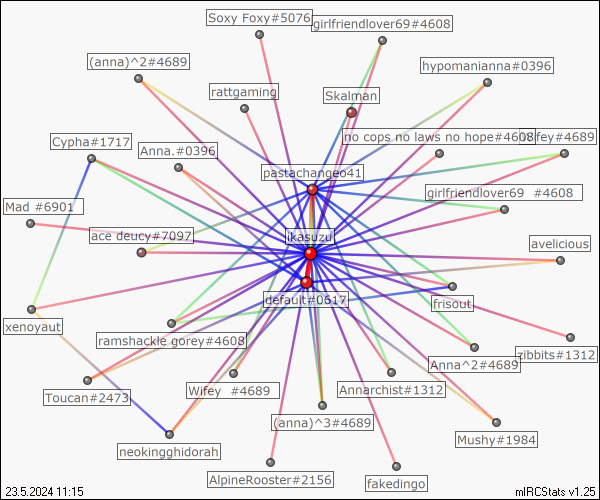 Soxy Foxy#5076
girlfriendlover69#4608
(anna)^2#4689
hypomanianna#0396
rattgaming
Skalman
no cops no laws no hope#4608
Wifey#4689
Cypha#1717
Anna.#0396
pastachangeo41
girlfriendlover69 #4608
Mad #6901
ace deucy#7097
ikasuzu
avelicious
default#0617
frisout
xenoyaut
ramshackle gorey#4608
zibbits#1312
Anna^2#4689
Toucan#2473
Wifey #4689
Annarchist#1312
(anna)^3#4689
Mushy#1984
neokingghidorah
AlpineRooster#2156
fakedingo
23.5.2024 11:15
mIRCStats v1.25